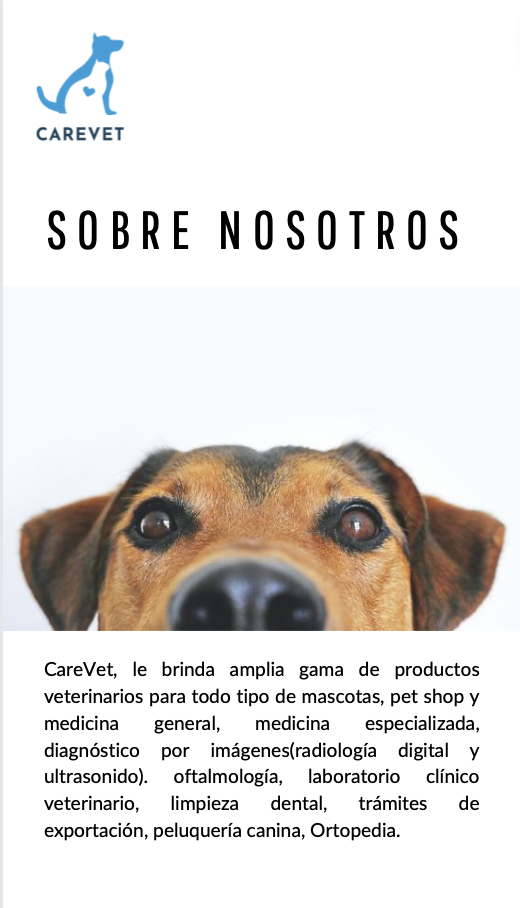 CAREVET
SOBRE NOSOTROS
CareVet, le brinda amplia gama de productos
veterinarios para todo tipo de mascotas, pet shop y
medicina general, medicina especializada,
diagnóstico por imágenes(radiología digital y
ultrasonido). oftalmología, laboratorio clínico
veterinario, limpieza dental, trámites de
exportación, peluquería canina, Ortopedia.